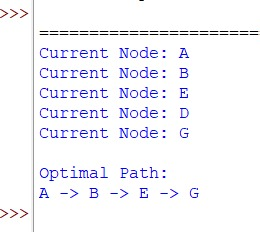 >>>
=======================
Current Node: A
Current Node: B
Current Node: E
Current Node: D
Current Node: G
Optimal Path:
A -> B -> E -> G
>>>